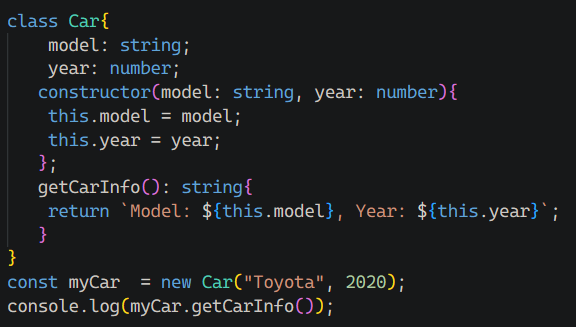 class Car{
    model: string;
    year: number;
   constructor(model: string, year: number){
    this.model = model;
    this.year = year;
   };
   getCarInfo(): string{
    return `Model: ${this.model}, Year: ${this.year}`;
   }
}
const myCar  = new Car("Toyota", 2020);
console.log(myCar.getCarInfo());